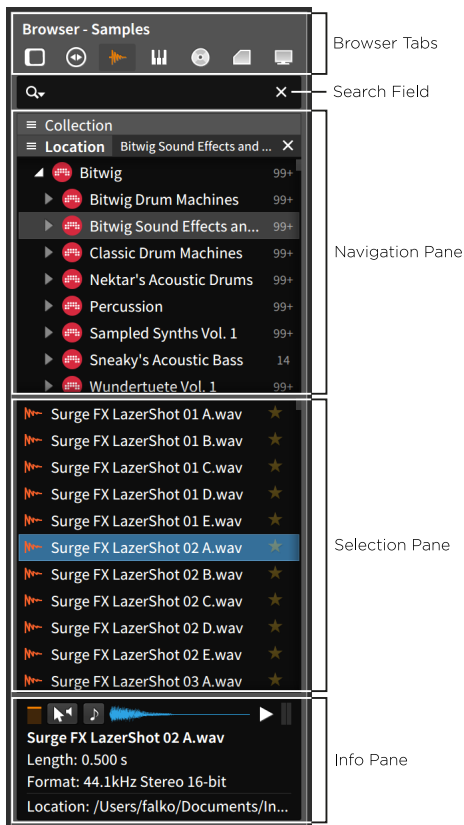 Browser - Samples
Browser Tabs
Search Field
Collection
Location Bitwig Sound Effects and ...
Bitwig 99+
Bitwig Drum Machines 99+
Bitwig Sound Effects an... 99+
Classic Drum Machines 99+
Navigation Pane
Nektar's Acoustic Drums 99+
Percussion 99+
Sampled Synths Vol. 1 99+
Sneaky's Acoustic Bass 14
Wundertuete Vol. 1 99+
Surge FX LazerShot 01 A.wav
Surge FX LazerShot 01 B.wav
Surge FX LazerShot 01 C.wav
Surge FX LazerShot 01 D.wav
Surge FX LazerShot 01 E.wav
Surge FX LazerShot 02 A.wav
Selection Pane
Surge FX LazerShot 02 B.wav
Surge FX LazerShot 02 C.wav
Surge FX LazerShot 02 D.wav
Surge FX LazerShot 02 E.wav
Surge FX LazerShot 03 A.wav
Surge FX LazerShot 02 A.wav
Length: 0.500 s
Info Pane
Format: 44.1kHz Stereo 16-bit
Location: /Users/falko/Documents/In...